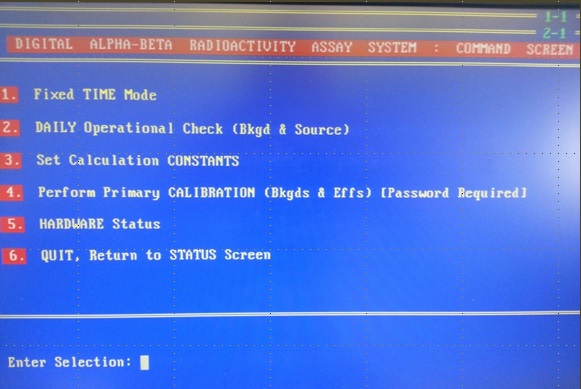 1-1
2-1
DIGITAL ALPHA-BETA RADIOACTIVITY ASSAY SYSTEM : COMMAND SCREEN
1. Fixed TIME Mode
2. DAILY Operational Check (Bkgd & Source)
3. Set Calculation CONSTANTS
4. Perform Primary CALIBRATION (Bkgds & Effs) [Password Required]
5. HARDWARE Status
6. QUIT, Return to STATUS Screen
Enter Selection: